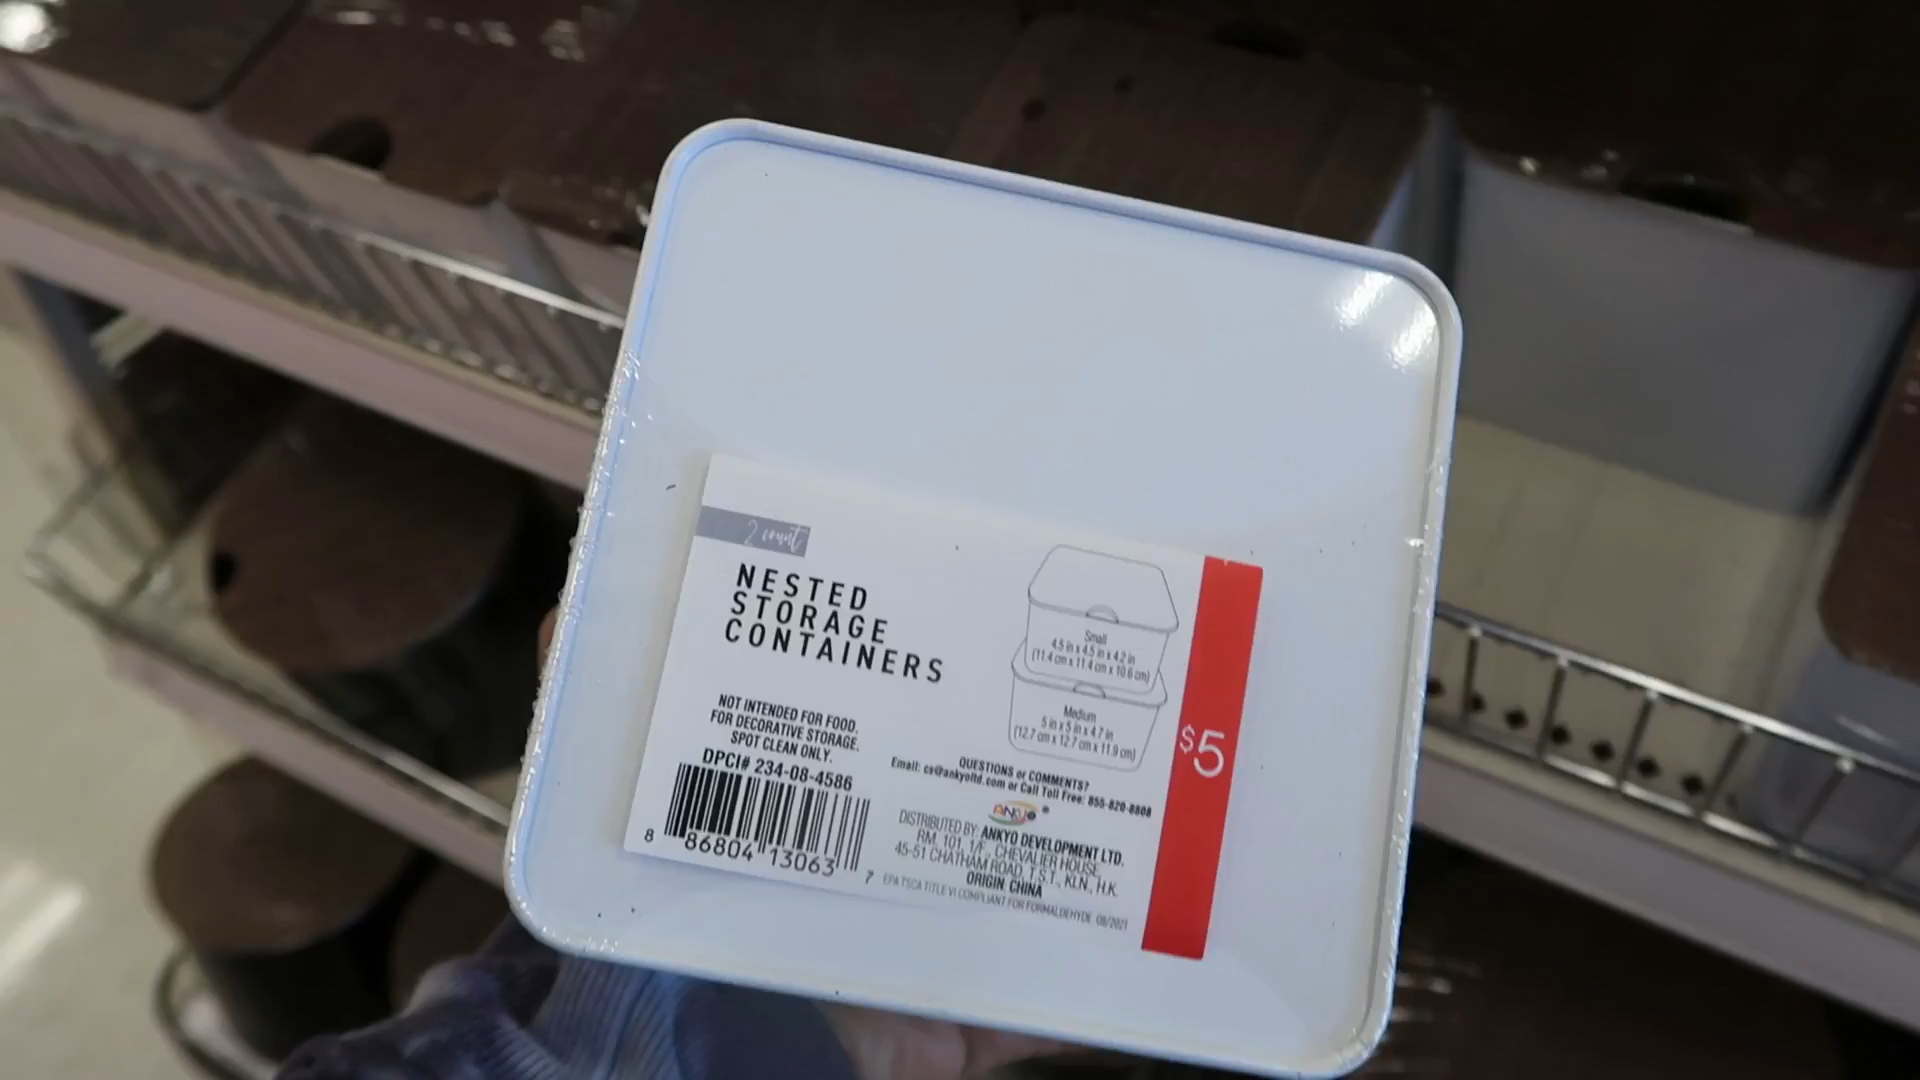 2 count
NESTED
STORAGE
CONTAINERS
NOT INTENDED FOR FOOD.
FOR DECORATIVE STORAGE.
SPOT CLEAN ONLY.
DPCI# 234-08-4586
8 86804 13063 7
Small
4.5 in x 4.5 in x 4.2 in
(11.4 cm x 11.4 cm x 10.6 cm)
Medium
5 in x 5 in x 4.7 in
(12.7 cm x 12.7 cm x 11.9 cm)
QUESTIONS or COMMENTS?
Email: cs@ankyoltd.com or Call Toll Free: 855-820-8808
ANKYO ®
DISTRIBUTED BY: ANKYO DEVELOPMENT LTD.
RM. 101, 1/F., CHEVALIER HOUSE,
45-51 CHATHAM ROAD, T.S.T., KLN., H.K.
ORIGIN: CHINA
EPA TSCA TITLE VI COMPLIANT FOR FORMALDEHYDE 08/2021
$5